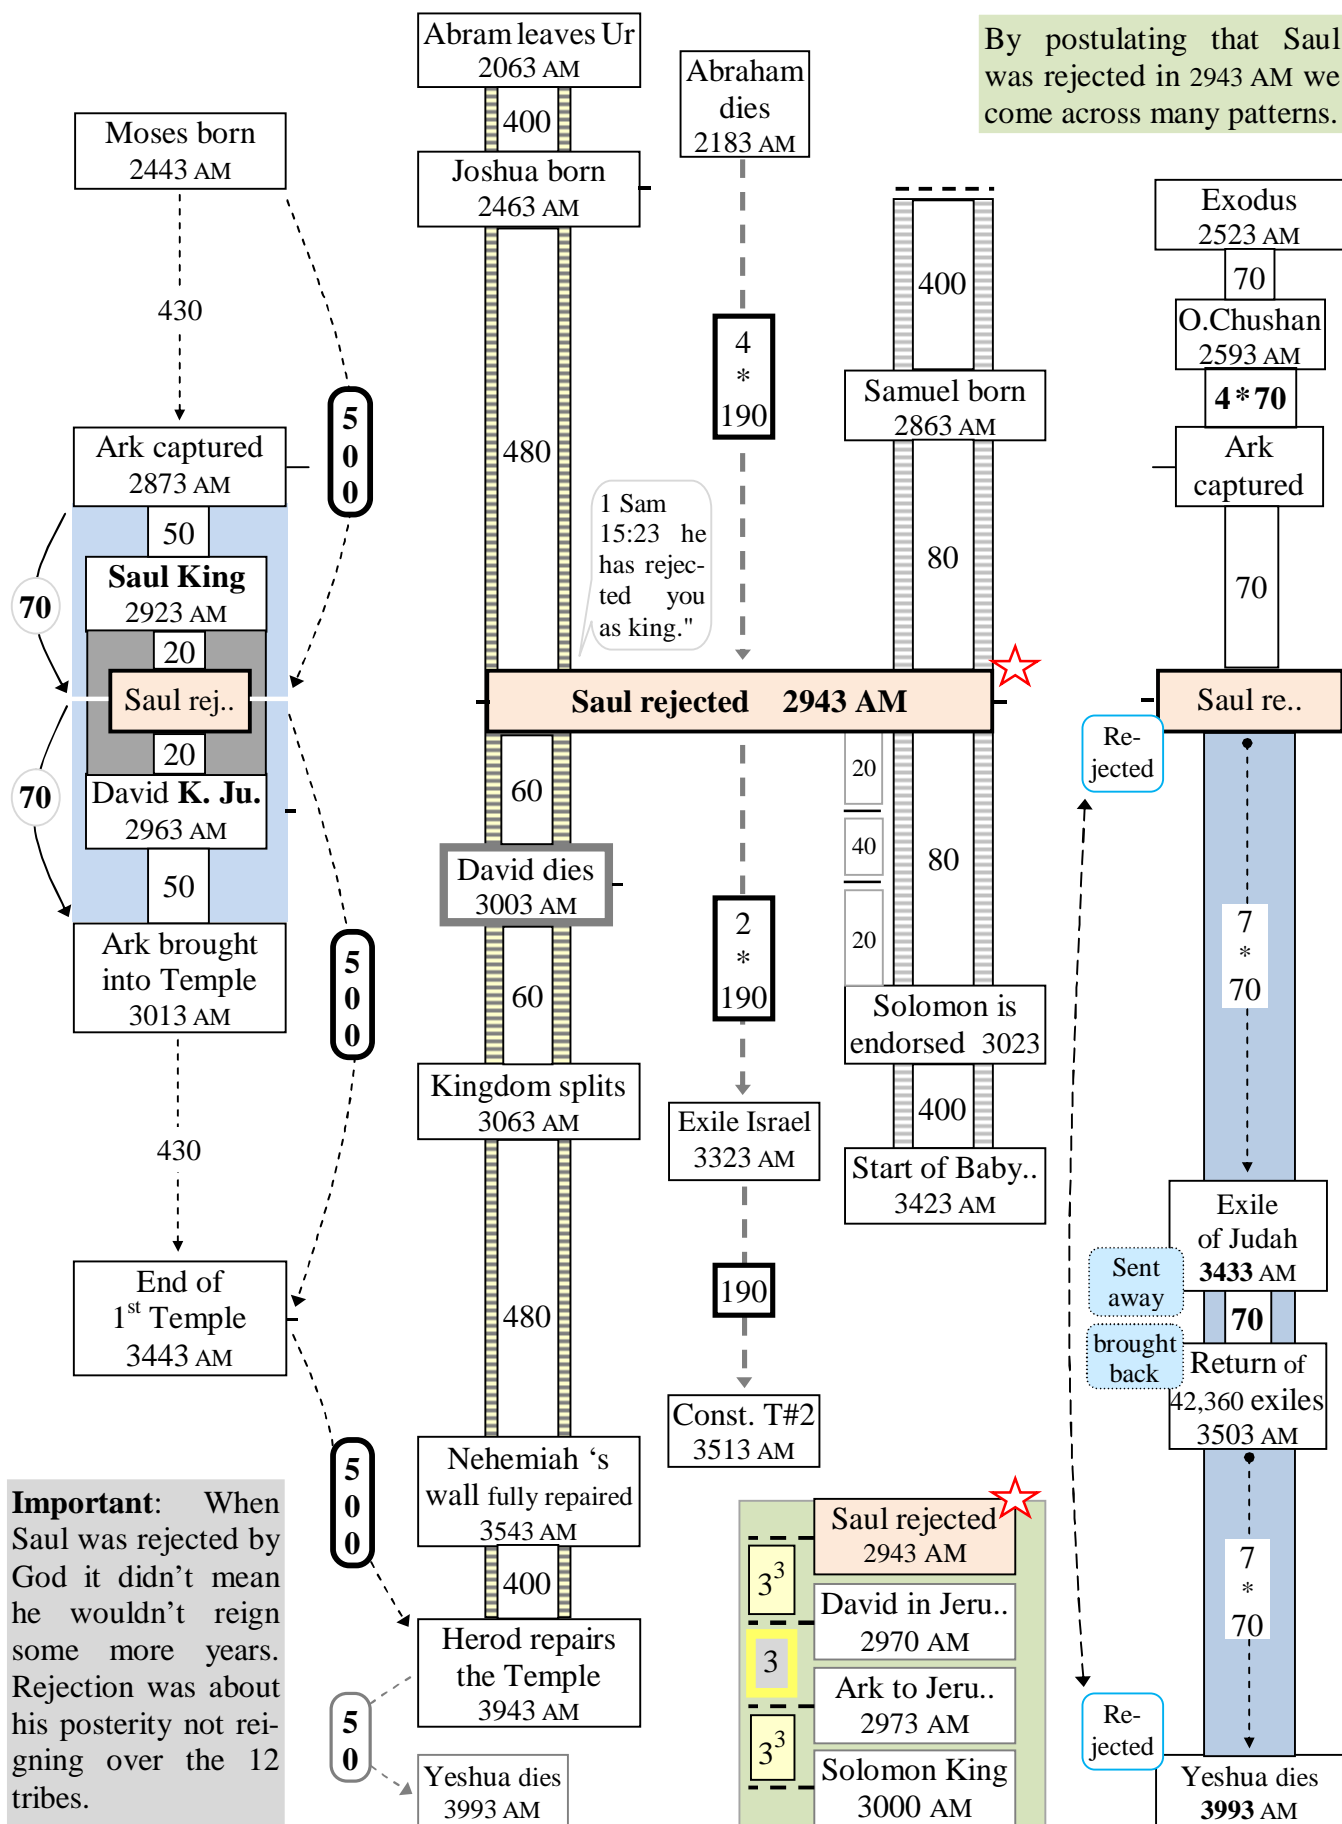 By postulating that Saul
was rejected in 2943 AM we
come across many patterns.
Moses born
2443 AM
430
5
0
0
Ark captured
2873 AM
50
70
Saul King
2923 AM
20
Saul rej..
20
70
David K. Ju.
2963 AM
50
Ark brought
into Temple
3013 AM
5
0
0
430
End of
1st Temple
3443 AM
5
0
0
Abram leaves Ur
2063 AM
400
Joshua born
2463 AM
480
1 Sam
15:23 he
has rejec-
ted you
as king."
Saul rejected 2943 AM
60
David dies
3003 AM
60
Kingdom splits
3063 AM
480
Nehemiah ‘s
wall fully repaired
3543 AM
400
Herod repairs
the Temple
3943 AM
5
0
Yeshua dies
3993 AM
Abraham
dies
2183 AM
4
*
190
2
*
190
Exile Israel
3323 AM
190
Const. T#2
3513 AM
400
Samuel born
2863 AM
80
20
40
20
80
Solomon is
endorsed 3023
400
Start of Baby..
3423 AM
Exodus
2523 AM
70
O.Chushan
2593 AM
4*70
Ark
captured
70
Saul re..
Re-
jected
7
*
70
Exile
of Judah
3433 AM
Sent
away
70
brought
back
Return of
42,360 exiles
3503 AM
7
*
70
Re-
jected
Yeshua dies
3993 AM
Important: When
Saul was rejected by
God it didn't mean
he wouldn't reign
some more years.
Rejection was about
his posterity not rei-
gning over the 12
tribes.
Saul rejected
2943 AM
3³
David in Jeru..
2970 AM
3
Ark to Jeru..
2973 AM
3³
Solomon King
3000 AM